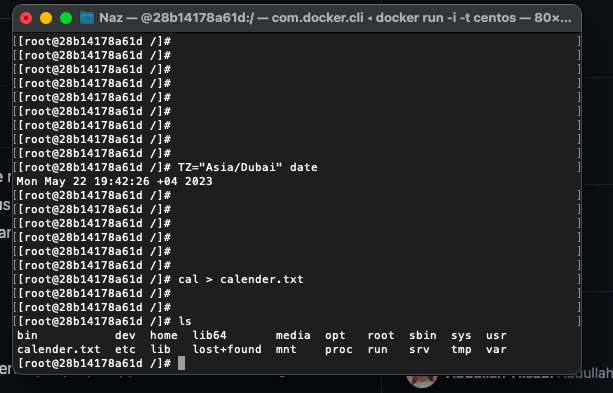 Naz — @28b14178a61d:/ — com.docker.cli ◂ docker run -i -t centos — 80×...
[[root@28b14178a61d /]# ]
[[root@28b14178a61d /]# ]
[[root@28b14178a61d /]# ]
[[root@28b14178a61d /]# ]
[[root@28b14178a61d /]# ]
[[root@28b14178a61d /]# ]
[[root@28b14178a61d /]# ]
[[root@28b14178a61d /]# ]
[[root@28b14178a61d /]# ]
[[root@28b14178a61d /]# TZ="Asia/Dubai" date ]
Mon May 22 19:42:26 +04 2023
[[root@28b14178a61d /]# ]
[[root@28b14178a61d /]# ]
[[root@28b14178a61d /]# ]
[[root@28b14178a61d /]# ]
[[root@28b14178a61d /]# ]
[[root@28b14178a61d /]# ]
[[root@28b14178a61d /]# cal > calender.txt ]
[[root@28b14178a61d /]# ]
[[root@28b14178a61d /]# ]
[[root@28b14178a61d /]# ls ]
bin dev home lib64 media opt root sbin sys usr
calender.txt etc lib lost+found mnt proc run srv tmp var
[root@28b14178a61d /]#